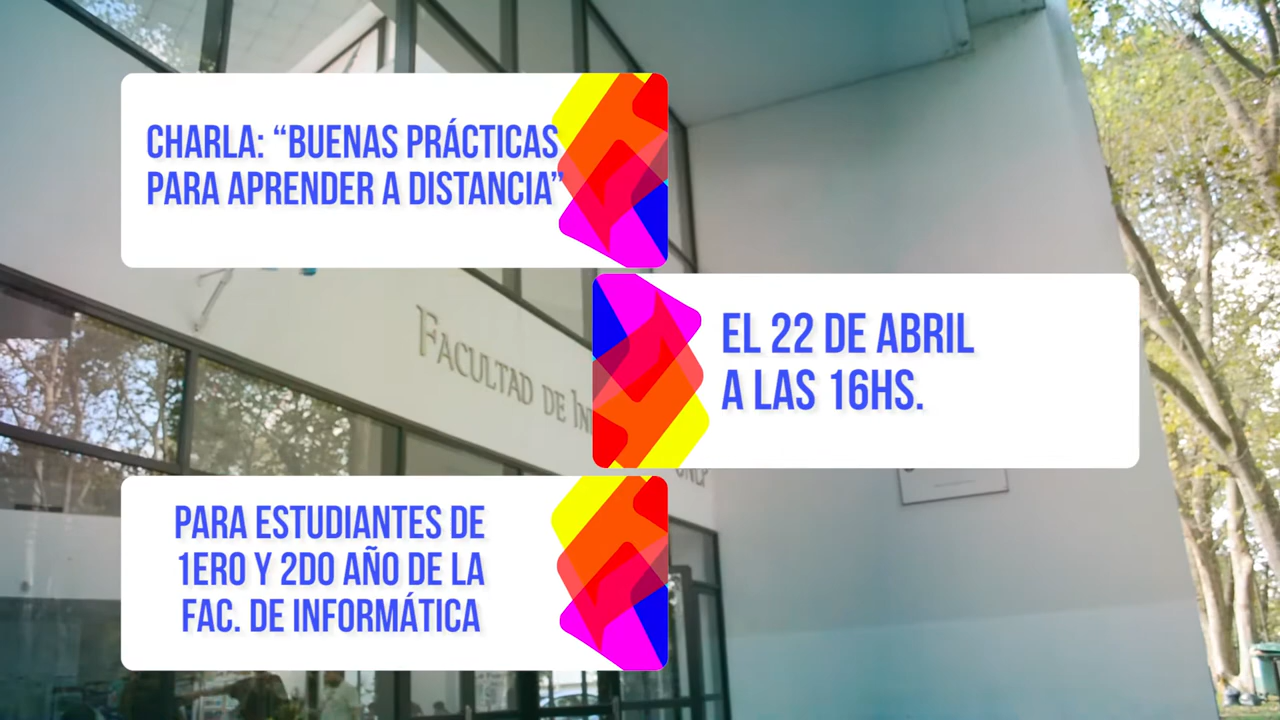 CHARLA: “BUENAS PRÁCTICAS
PARA APRENDER A DISTANCIA”
FACULTAD DE
EL 22 DE ABRIL
A LAS 16HS.
UNLP
PARA ESTUDIANTES DE
1ERO Y 2DO AÑO DE LA
FAC. DE INFORMÁTICA